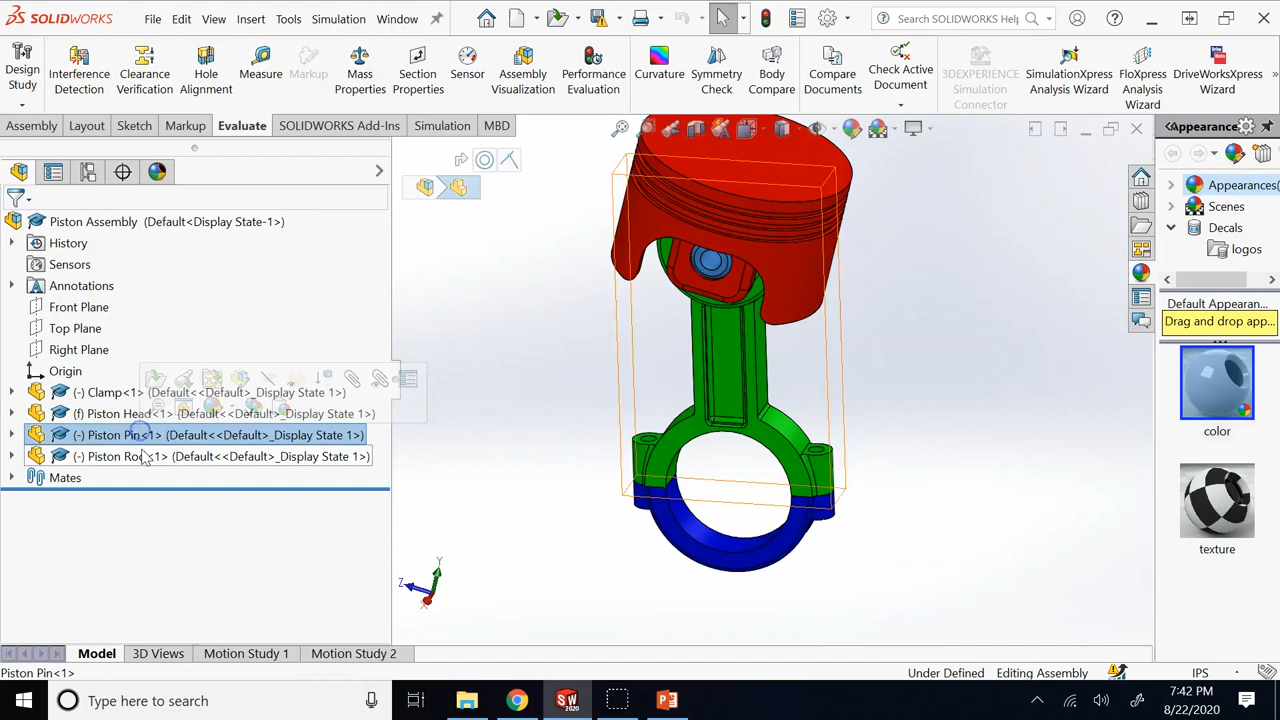 SOLIDWORKS File Edit View Insert Tools Simulation Window Search SOLIDWORKS Help
Design Study
Interference Detection
Clearance Verification
Hole Alignment
Measure
Markup
Mass Properties
Section Properties
Sensor
Assembly Visualization
Performance Evaluation
Curvature
Symmetry Check
Body Compare
Compare Documents
Check Active Document
3DEXPERIENCE Simulation Connector
SimulationXpress Analysis Wizard
FloXpress Analysis Wizard
DriveWorksXpress Wizard
Assembly Layout Sketch Markup Evaluate SOLIDWORKS Add-Ins Simulation MBD
Piston Assembly (Default<Display State-1>)
History
Sensors
Annotations
Front Plane
Top Plane
Right Plane
Origin
(-) Clamp<1> (Default<<Default>_Display State 1>)
(f) Piston Head<1> (Default<<Default>_Display State 1>)
(-) Piston Pin<1> (Default<<Default>_Display State 1>)
(-) Piston Rod<1> (Default<<Default>_Display State 1>)
Mates
Y
Z
X
Appearance
Appearances(
Scenes
Decals
logos
Default Appearan...
Drag and drop app...
color
texture
Model 3D Views Motion Study 1 Motion Study 2
Piston Pin<1> Under Defined Editing Assembly IPS
Type here to search
SW
2020
7:42 PM
8/22/2020